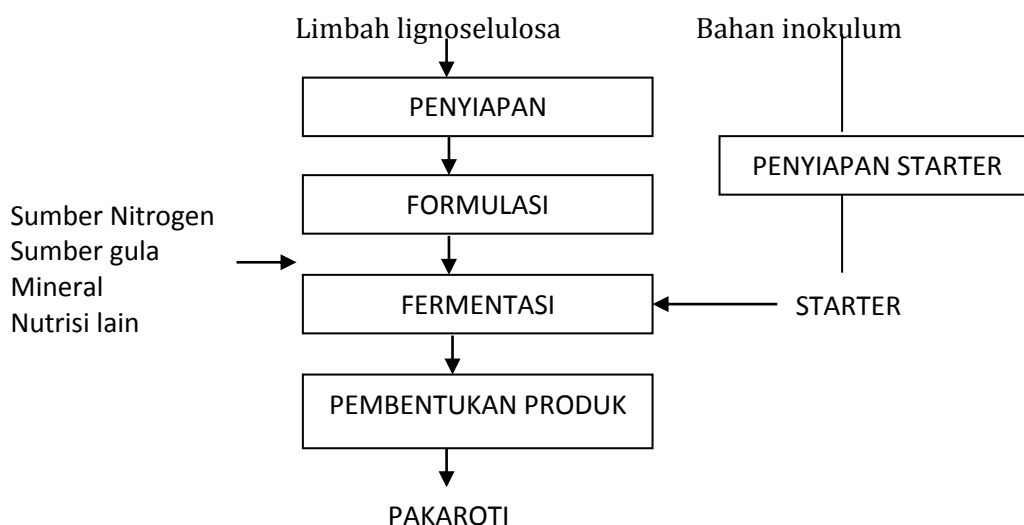 Limbah lignoselulosa
Bahan inokulum
PENYIAPAN
PENYIAPAN STARTER
FORMULASI
Sumber Nitrogen
Sumber gula
Mineral
Nutrisi lain
FERMENTASI
STARTER
PEMBENTUKAN PRODUK
PAKAROTI